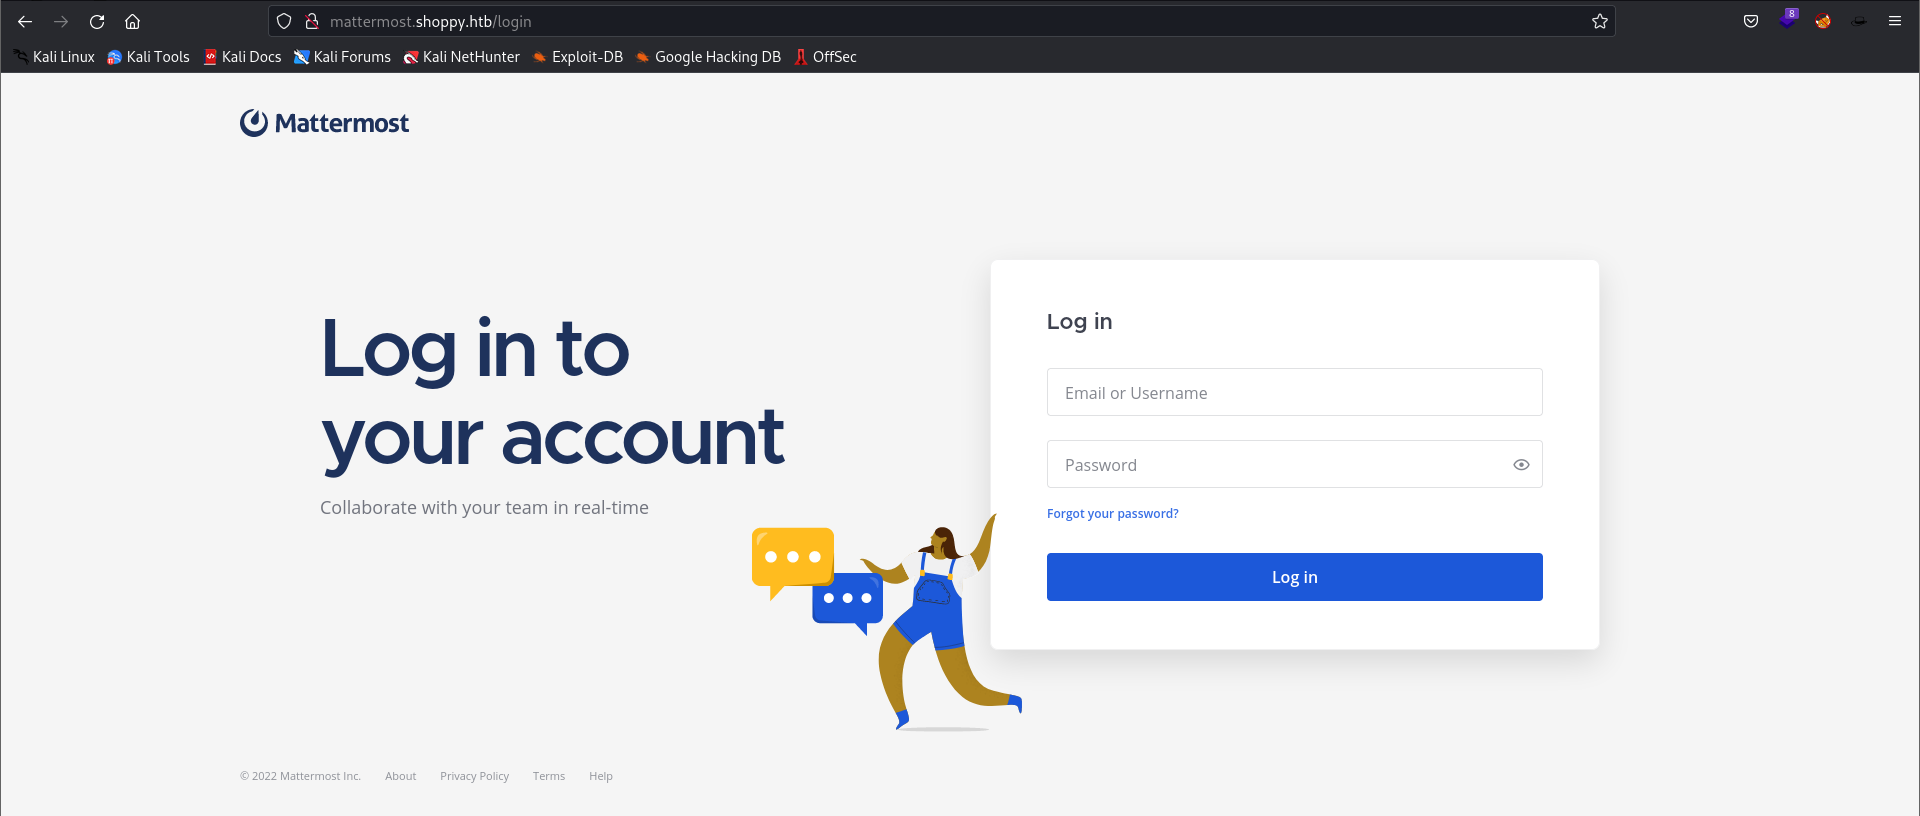 mattermost.shoppy.htb/login
8
Kali Linux Kali Tools Kali Docs Kali Forums Kali NetHunter Exploit-DB Google Hacking DB OffSec
Mattermost
Log in to
your account
Collaborate with your team in real-time
Log in
Email or Username
Password
Forgot your password?
Log in
© 2022 Mattermost Inc. About Privacy Policy Terms Help